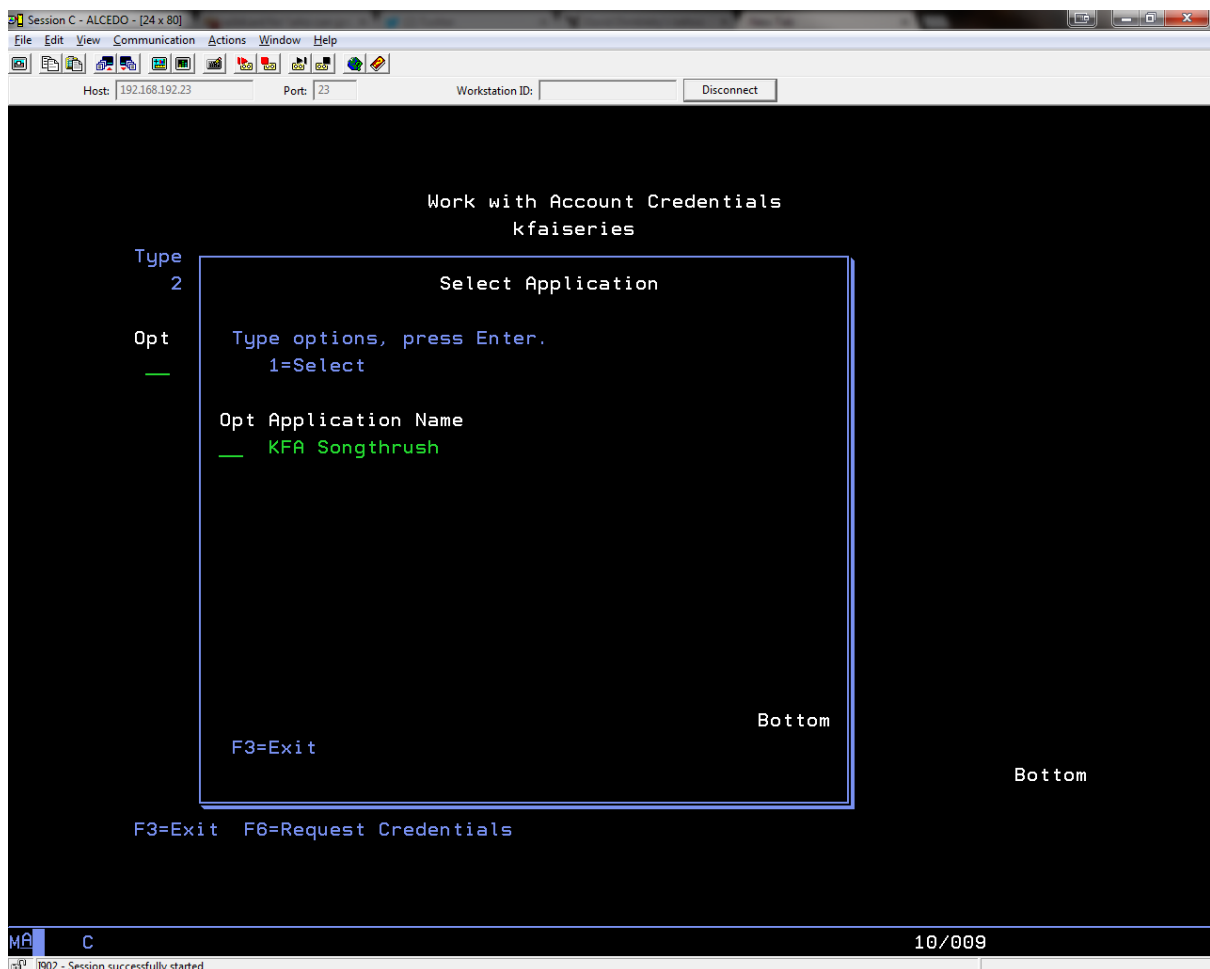 Session C - ALCEDO - [24 x 80]
File Edit View Communication Actions Window Help
Host: 192.168.192.23 Port: 23 Workstation ID: Disconnect
Work with Account Credentials
kfaiseries
Type
2 Select Application
Opt Type options, press Enter.
1=Select
Opt Application Name
KFA Songthrush
Bottom
F3=Exit
Bottom
F3=Exit F6=Request Credentials
MA C 10/009
I902 - Session successfully started